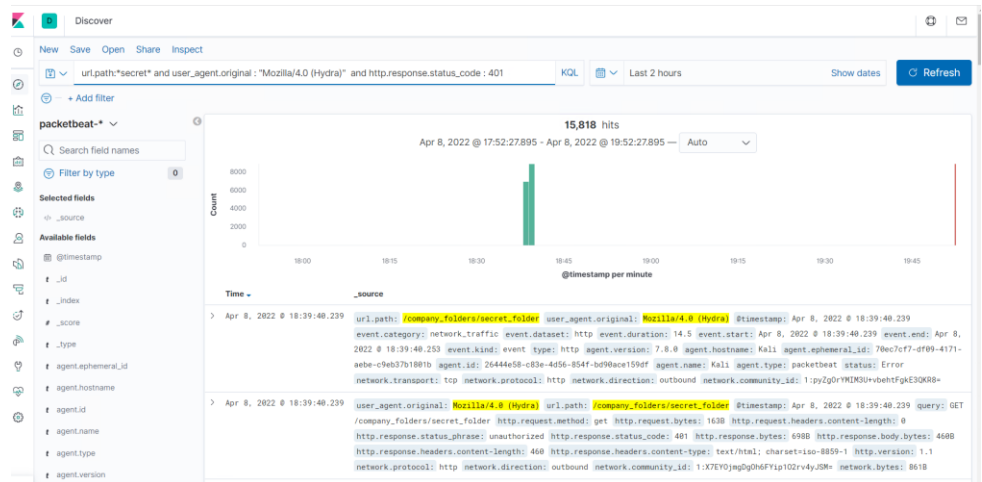 D Discover
New Save Open Share Inspect
url.path:*secret* and user_agent.original : "Mozilla/4.0 (Hydra)" and http.response.status_code : 401 KQL Last 2 hours Show dates Refresh
+ Add filter
packetbeat-*
Search field names
Filter by type 0
Selected fields
_source
Available fields
@timestamp
t _id
t _index
# _score
t _type
t agent.ephemeral_id
t agent.hostname
t agent.id
t agent.name
t agent.type
t agent.version
15,818 hits
Apr 8, 2022 @ 17:52:27.895 - Apr 8, 2022 @ 19:52:27.895 — Auto
Count
8000
6000
4000
2000
0
18:00 18:15 18:30 18:45 19:00 19:15 19:30 19:45
@timestamp per minute
Time _source
Apr 8, 2022 @ 18:39:40.239
url.path: /company_folders/secret_folder user_agent.original: Mozilla/4.0 (Hydra) @timestamp: Apr 8, 2022 @ 18:39:40.239
event.category: network_traffic event.dataset: http event.duration: 14.5 event.start: Apr 8, 2022 @ 18:39:40.239 event.end: Apr 8,
2022 @ 18:39:40.253 event.kind: event type: http agent.version: 7.8.0 agent.hostname: Kali agent.ephemeral_id: 70ec7cf7-df09-4171-
aebe-c9eb37b1801b agent.id: 26444e58-c83e-4d56-854f-bd90ace159df agent.name: Kali agent.type: packetbeat status: Error
network.transport: tcp network.protocol: http network.direction: outbound network.community_id: 1:pyZgOrYMIM3U+vbehtFgkE3QKR8=
Apr 8, 2022 @ 18:39:40.239
user_agent.original: Mozilla/4.0 (Hydra) url.path: /company_folders/secret_folder @timestamp: Apr 8, 2022 @ 18:39:40.239 query: GET
/company_folders/secret_folder http.request.method: get http.request.bytes: 163B http.request.headers.content-length: 0
http.response.status_phrase: unauthorized http.response.status_code: 401 http.response.bytes: 698B http.response.body.bytes: 460B
http.response.headers.content-length: 460 http.response.headers.content-type: text/html; charset=iso-8859-1 http.version: 1.1
network.protocol: http network.direction: outbound network.community_id: 1:X7EYOjmgDgOh6FYip1O2rv4yJSM= network.bytes: 861B